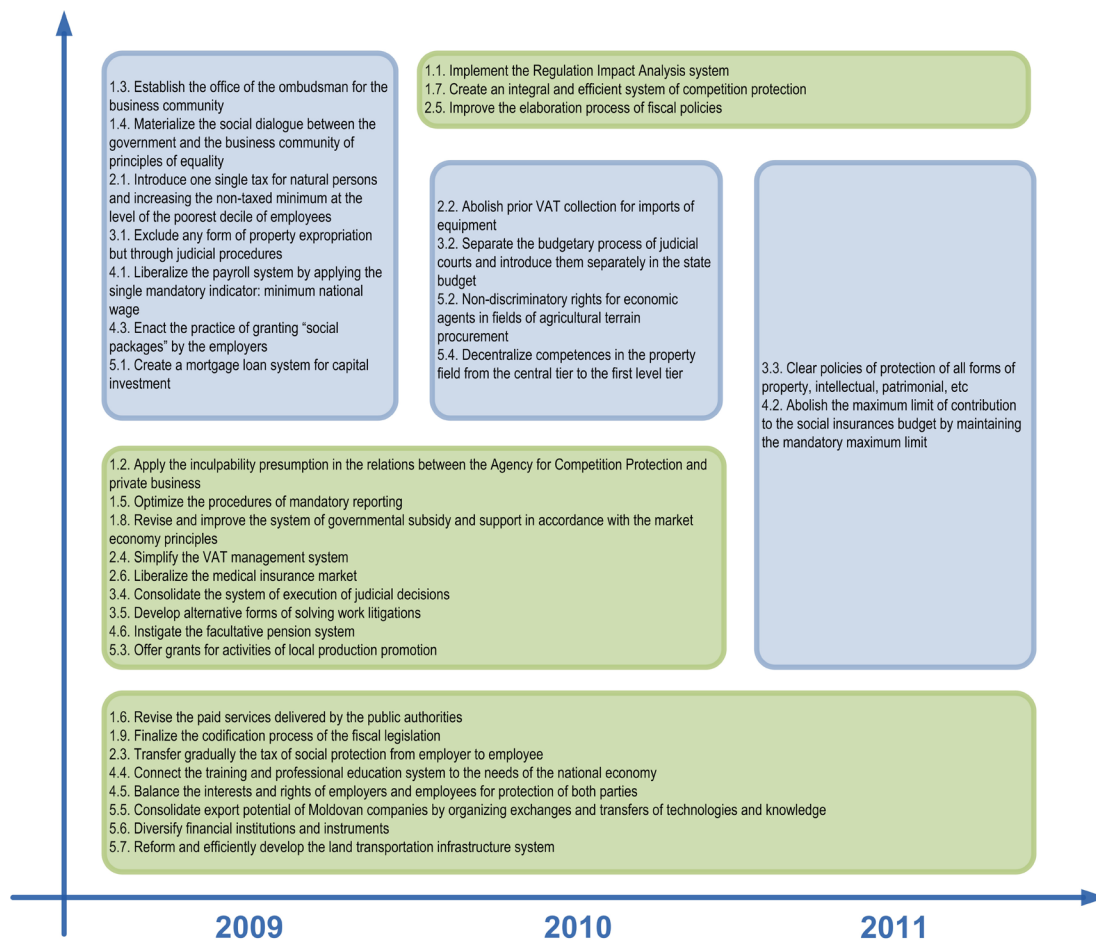 1.3. Establish the office of the ombudsman for the
business community
1.4. Materialize the social dialogue between the
government and the business community of
principles of equality
2.1. Introduce one single tax for natural persons
and increasing the non-taxed minimum at the
level of the poorest decile of employees
3.1. Exclude any form of property expropriation
but through judicial procedures
4.1. Liberalize the payroll system by applying the
single mandatory indicator: minimum national
wage
4.3. Enact the practice of granting “social
packages” by the employers
5.1. Create a mortgage loan system for capital
investment
1.1. Implement the Regulation Impact Analysis system
1.7. Create an integral and efficient system of competition protection
2.5. Improve the elaboration process of fiscal policies
2.2. Abolish prior VAT collection for imports of
equipment
3.2. Separate the budgetary process of judicial
courts and introduce them separately in the state
budget
5.2. Non-discriminatory rights for economic
agents in fields of agricultural terrain
procurement
5.4. Decentralize competences in the property
field from the central tier to the first level tier
3.3. Clear policies of protection of all forms of
property, intellectual, patrimonial, etc
4.2. Abolish the maximum limit of contribution
to the social insurances budget by maintaining
the mandatory maximum limit
1.2. Apply the inculpability presumption in the relations between the Agency for Competition Protection and
private business
1.5. Optimize the procedures of mandatory reporting
1.8. Revise and improve the system of governmental subsidy and support in accordance with the market
economy principles
2.4. Simplify the VAT management system
2.6. Liberalize the medical insurance market
3.4. Consolidate the system of execution of judicial decisions
3.5. Develop alternative forms of solving work litigations
4.6. Instigate the facultative pension system
5.3. Offer grants for activities of local production promotion
1.6. Revise the paid services delivered by the public authorities
1.9. Finalize the codification process of the fiscal legislation
2.3. Transfer gradually the tax of social protection from employer to employee
4.4. Connect the training and professional education system to the needs of the national economy
4.5. Balance the interests and rights of employers and employees for protection of both parties
5.5. Consolidate export potential of Moldovan companies by organizing exchanges and transfers of technologies and knowledge
5.6. Diversify financial institutions and instruments
5.7. Reform and efficiently develop the land transportation infrastructure system
2009
2010
2011